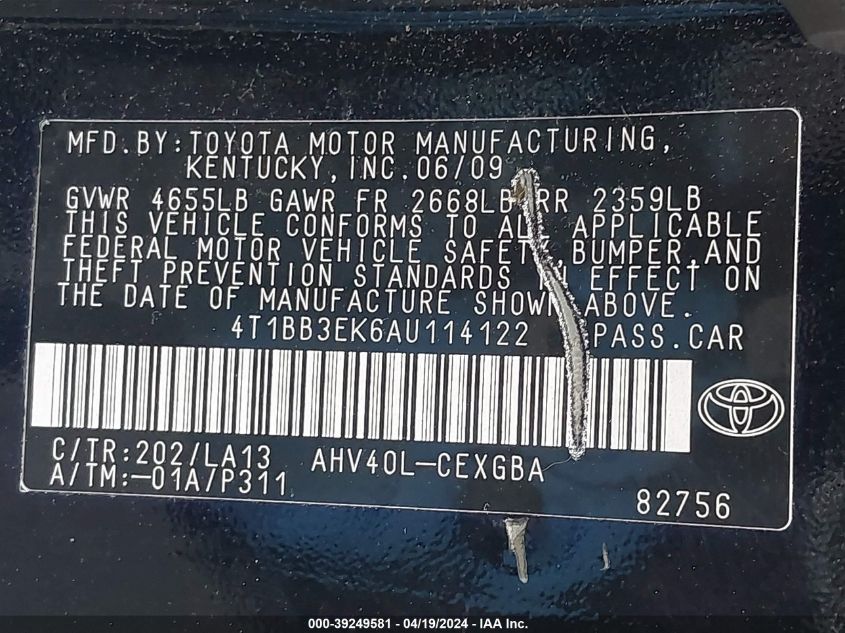 MFD.BY:TOYOTA MOTOR MANUFACTURING,
KENTUCKY,INC.06/09
GVWR 4655LB GAWR FR 2668LB RR 2359LB
THIS VEHICLE CONFORMS TO ALL APPLICABLE
FEDERAL MOTOR VEHICLE SAFETY,BUMPER,AND
THEFT PREVENTION STANDARDS IN EFFECT ON
THE DATE OF MANUFACTURE SHOWN ABOVE.
4T1BB3EK6AU114122 PASS.CAR
C/TR:202/LA13 AHV40L-CEXGBA
A/TM:-01A/P311
82756
000-39249581 / 04/19/2024 - IAA Inc.